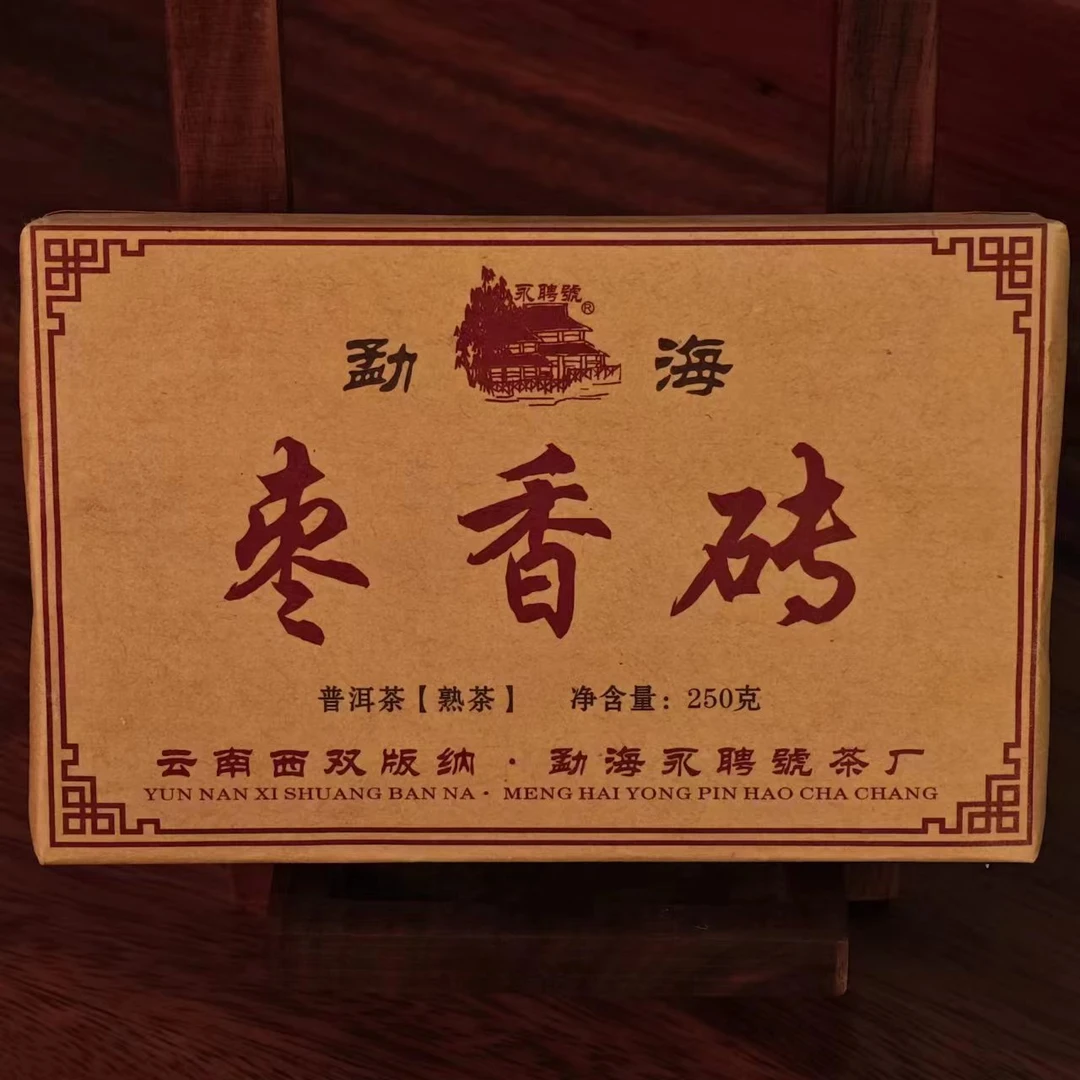 永聘號®
勐海
枣香砖
普洱茶【熟茶】 净含量：250克
云南西双版纳·勐海永聘號茶厂
YUN NAN XI SHUANG BAN NA · MENG HAI YONG PIN HAO CHA CHANG